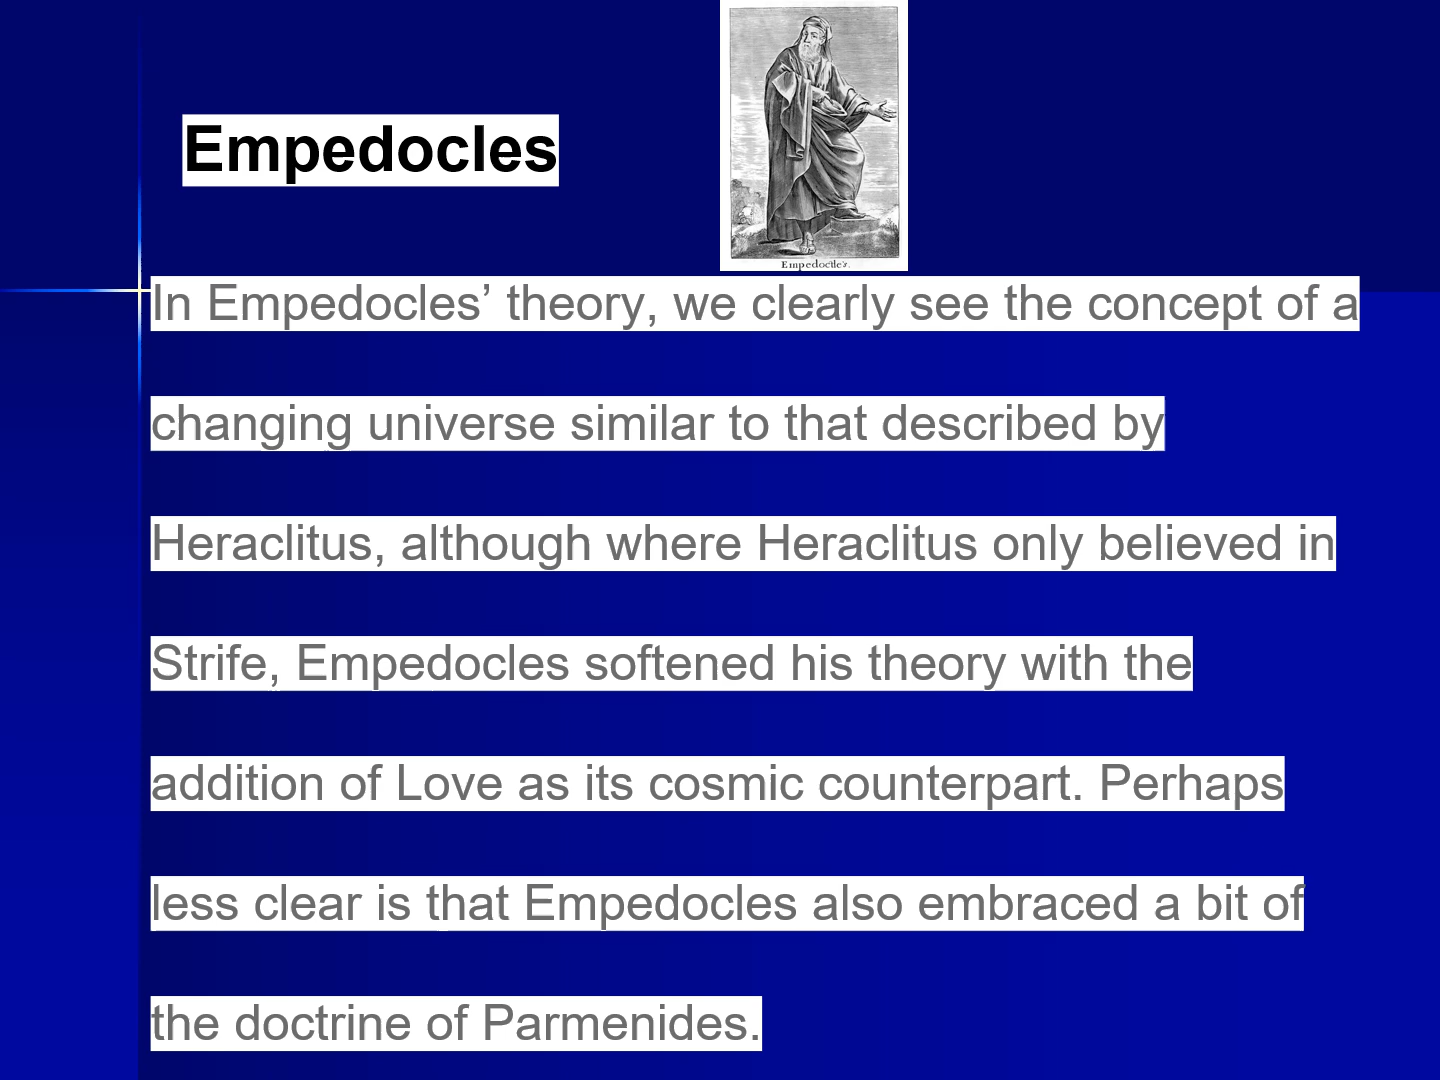 Empedocles
Empedocles.
In Empedocles’ theory, we clearly see the concept of a
changing universe similar to that described by
Heraclitus, although where Heraclitus only believed in
Strife, Empedocles softened his theory with the
addition of Love as its cosmic counterpart. Perhaps
less clear is that Empedocles also embraced a bit of
the doctrine of Parmenides.